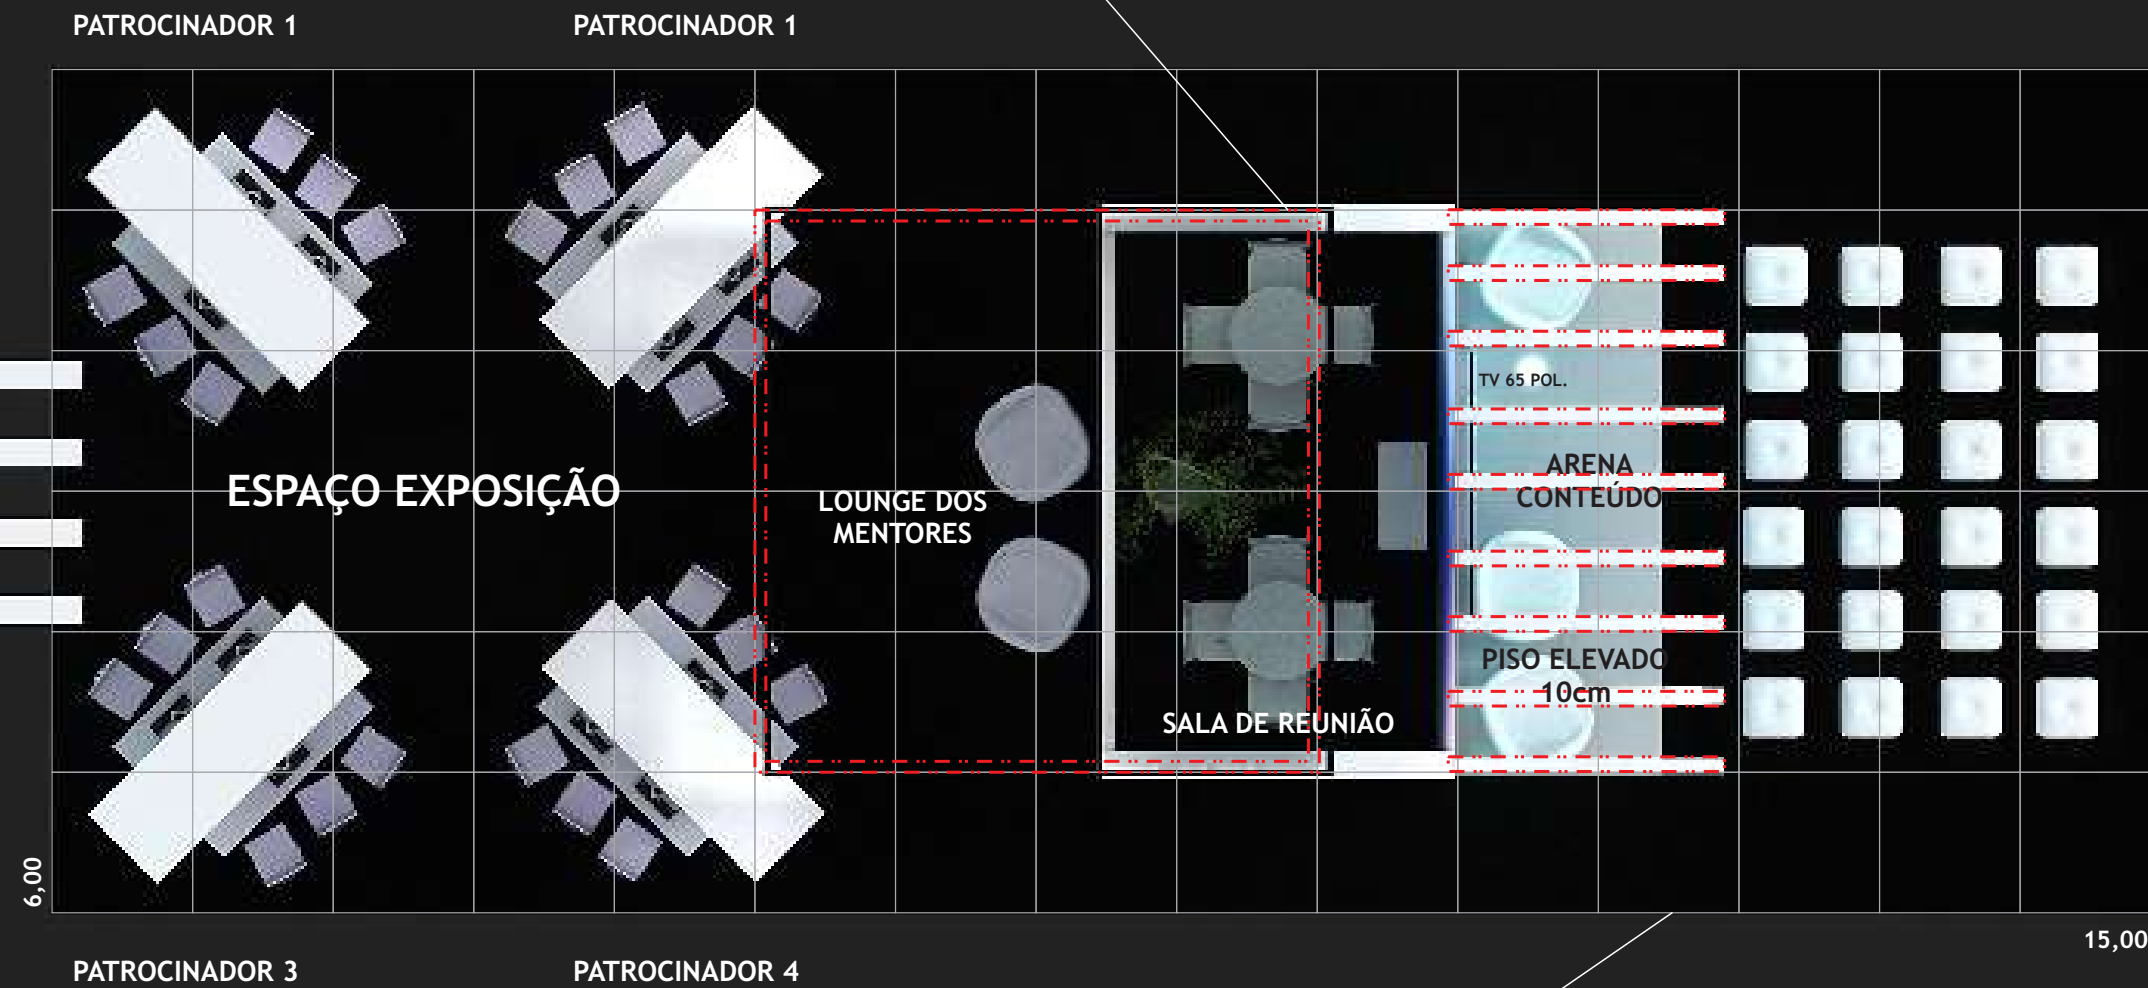 PATROCINADOR 1
PATROCINADOR 1
TV 65 POL.
ESPAÇO EXPOSIÇÃO
LOUNGE DOS
MENTORES
ARENA
CONTEÚDO
PISO ELEVADO
10cm
SALA DE REUNIÃO
6,00
15,00
PATROCINADOR 3
PATROCINADOR 4